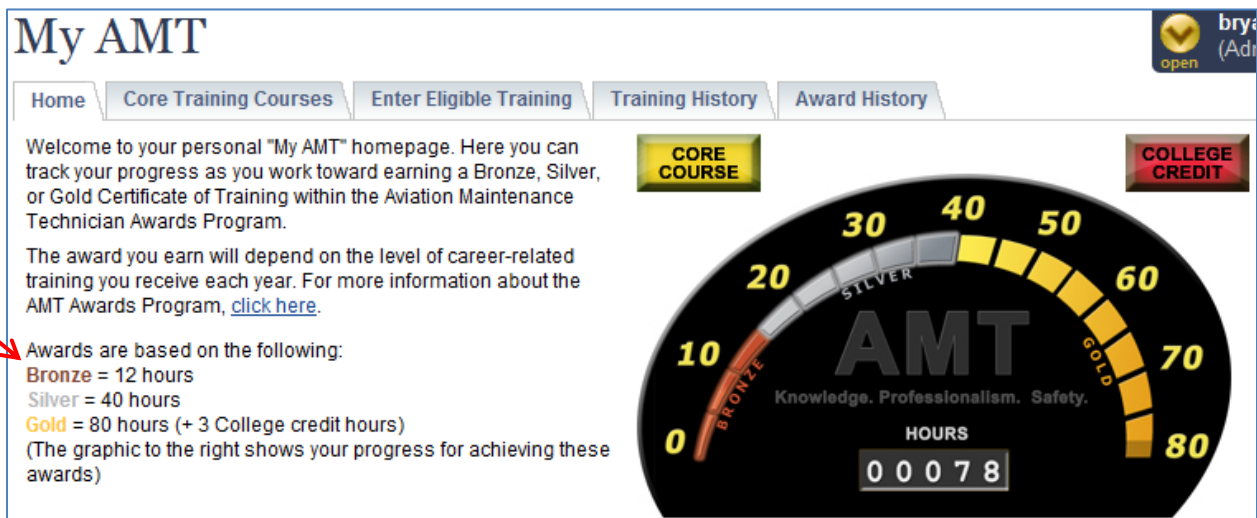 My AMT
open
Home
Core Training Courses
Enter Eligible Training
Training History
Award History
Welcome to your personal "My AMT" homepage. Here you can
track your progress as you work toward earning a Bronze, Silver,
or Gold Certificate of Training within the Aviation Maintenance
Technician Awards Program.
The award you earn will depend on the level of career-related
training you receive each year. For more information about the
AMT Awards Program, click here.
Awards are based on the following:
Bronze = 12 hours
Silver = 40 hours
Gold = 80 hours (+ 3 College credit hours)
(The graphic to the right shows your progress for achieving these
awards)
CORE
COURSE
COLLEGE
CREDIT
0
10
20
30
40
50
60
70
80
BRONZE
SILVER
GOLD
AMT
Knowledge. Professionalism. Safety.
HOURS
00078